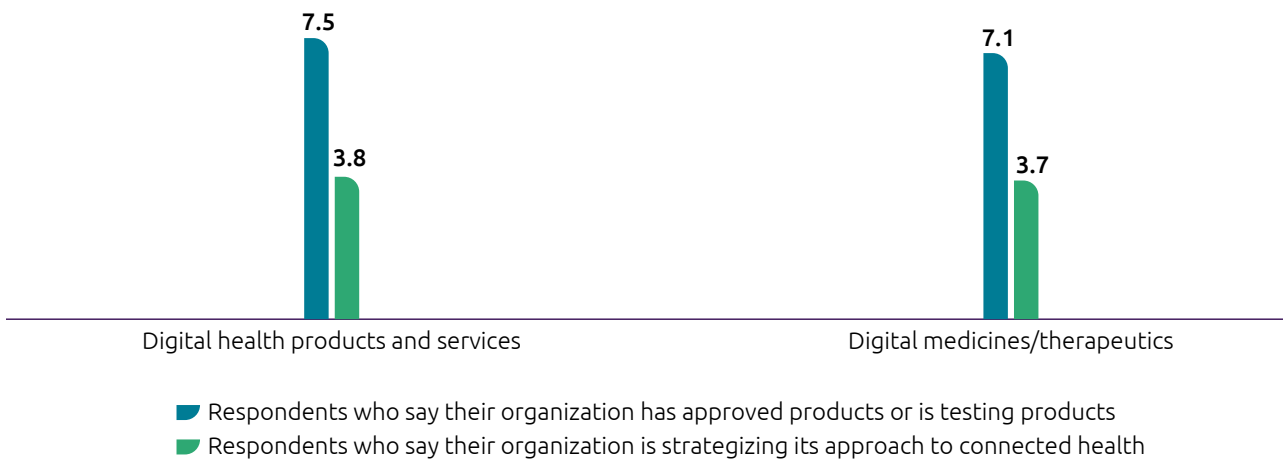 7.5
3.8
7.1
3.7
Digital health products and services
Digital medicines/therapeutics
Respondents who say their organization has approved products or is testing products
Respondents who say their organization is strategizing its approach to connected health